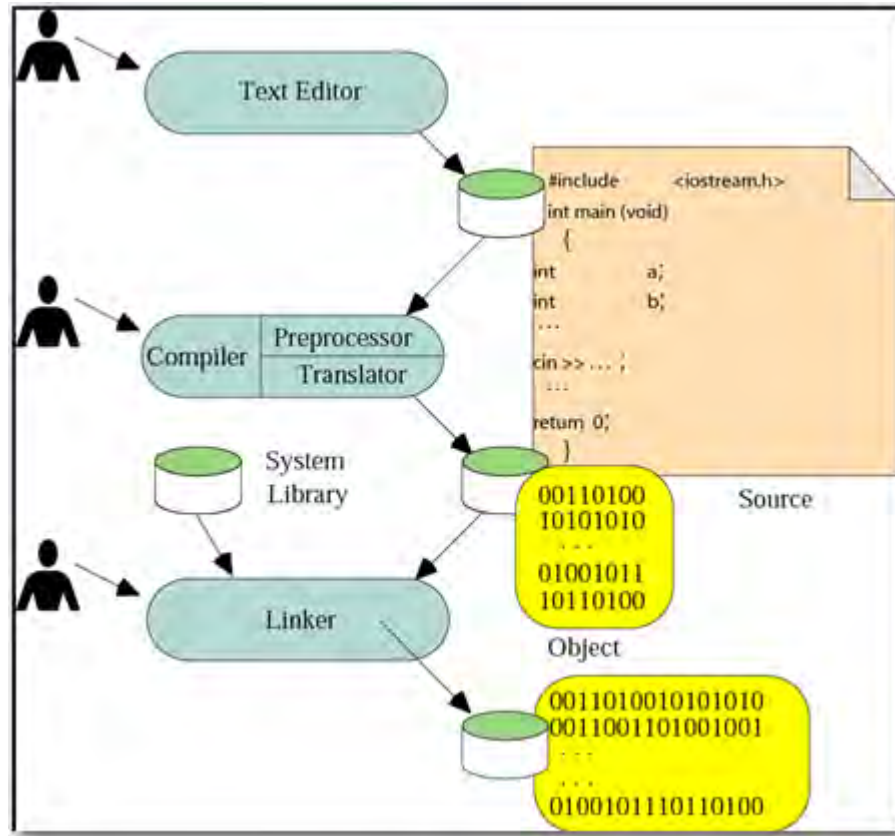 Text Editor
#include <iostream.h>
int main (void)
{
int a;
int b;
...
cin >> ... ;
...
return 0;
}
Source
Compiler
Preprocessor
Translator
System
Library
00110100
10101010
. . .
01001011
10110100
Object
Linker
0011010010101010
0011001101001001
. . .
. . .
0100101110110100